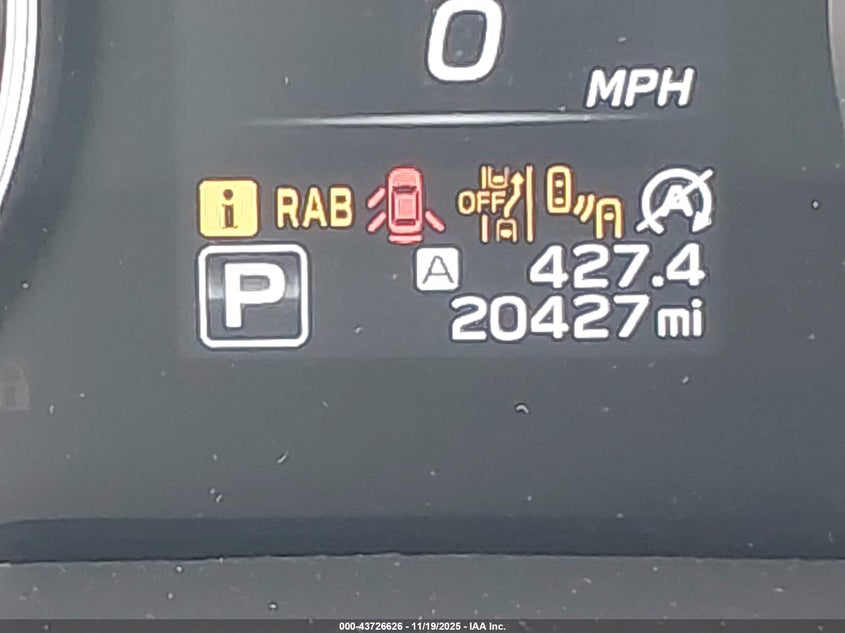 0
MPH
i RAB OFF A
P A 427.4
20427 mi
000-43726626 - 11/19/2025 - IAA Inc.